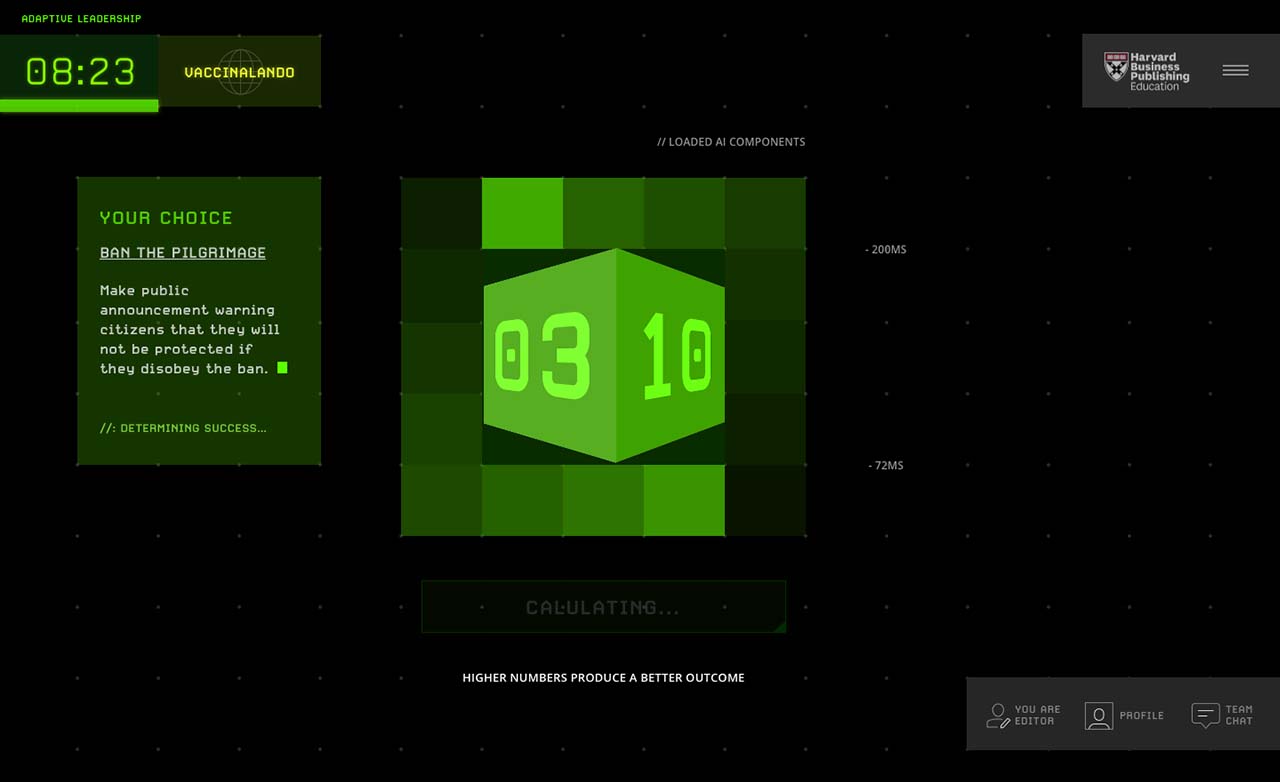 ADAPTIVE LEADERSHIP
08:23
VACCINALANDO
Harvard
Business
Publishing
Education
// LOADED AI COMPONENTS
YOUR CHOICE
BAN THE PILGRIMAGE
Make public
announcement warning
citizens that they will
not be protected if
they disobey the ban.
//: DETERMINING SUCCESS...
03 10
- 200MS
- 72MS
CALULATING...
HIGHER NUMBERS PRODUCE A BETTER OUTCOME
YOU ARE
EDITOR
PROFILE
TEAM
CHAT